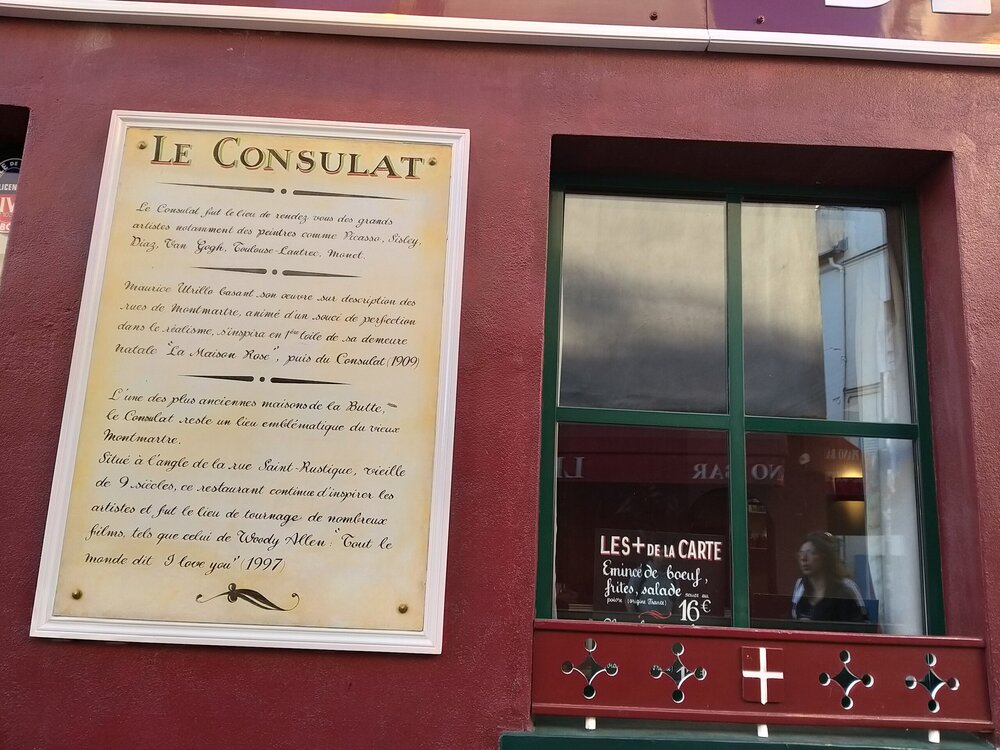 LE CONSULAT
Le Consulat fut le lieu de rendez vous des grands
artistes notamment des peintres comme Picasso, Sisley,
Diaz, Van Gogh, Toulouse-Lautrec, Monet.
Maurice Utrillo basant son œuvre sur description des
rues de Montmartre, animé d'un souci de perfection
dans le réalisme, s'inspira en 1ère toile de sa demeure
natale "La Maison Rose", puis du Consulat (1909)
L'une des plus anciennes maisons de la Butte,
le Consulat reste un lieu emblématique du vieux
Montmartre.
Situé à l'angle de la rue Saint-Rustique, vieille
de 9 siècles, ce restaurant continue d'inspirer les
artistes et fut le lieu de tournage de nombreux
films, tels que celui de Woody Allen : "Tout le
monde dit I love you" (1997)
LES + DE LA CARTE
Emincé de boeuf,
frites, salade
(origine France)
16€